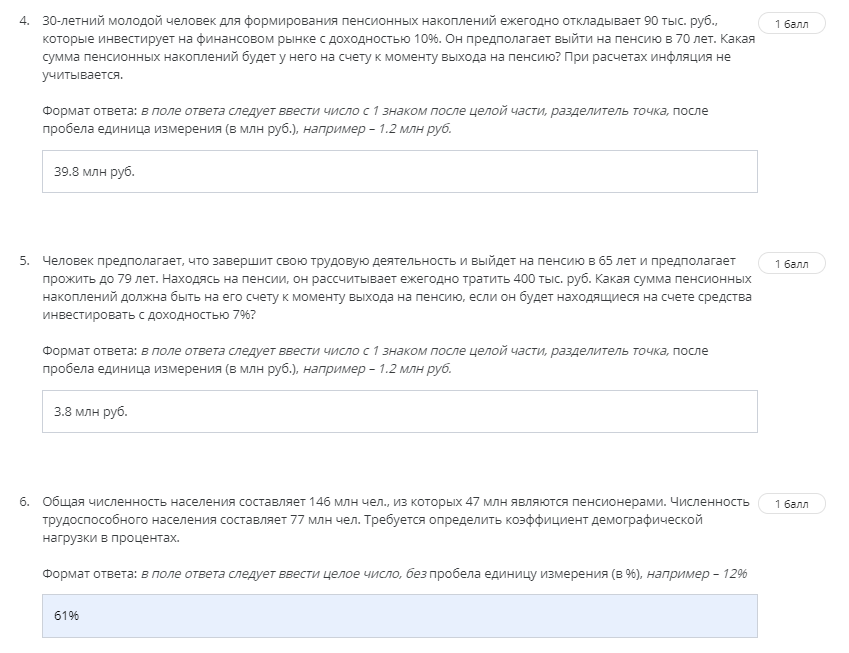 4. 30-летний молодой человек для формирования пенсионных накоплений ежегодно откладывает 90 тыс. руб., 1 балл
которые инвестирует на финансовом рынке с доходностью 10%. Он предполагает выйти на пенсию в 70 лет. Какая
сумма пенсионных накоплений будет у него на счету к моменту выхода на пенсию? При расчетах инфляция не
учитывается.
Формат ответа: в поле ответа следует ввести число с 1 знаком после целой части, разделитель точка, после
пробела единица измерения (в млн руб.), например – 1.2 млн руб.
39.8 млн руб.
5. Человек предполагает, что завершит свою трудовую деятельность и выйдет на пенсию в 65 лет и предполагает 1 балл
прожить до 79 лет. Находясь на пенсии, он рассчитывает ежегодно тратить 400 тыс. руб. Какая сумма пенсионных
накоплений должна быть на его счету к моменту выхода на пенсию, если он будет находящиеся на счете средства
инвестировать с доходностью 7%?
Формат ответа: в поле ответа следует ввести число с 1 знаком после целой части, разделитель точка, после
пробела единица измерения (в млн руб.), например – 1.2 млн руб.
3.8 млн руб.
6. Общая численность населения составляет 146 млн чел., из которых 47 млн являются пенсионерами. Численность 1 балл
трудоспособного населения составляет 77 млн чел. Требуется определить коэффициент демографической
нагрузки в процентах.
Формат ответа: в поле ответа следует ввести целое число, без пробела единицу измерения (в %), например – 12%
61%